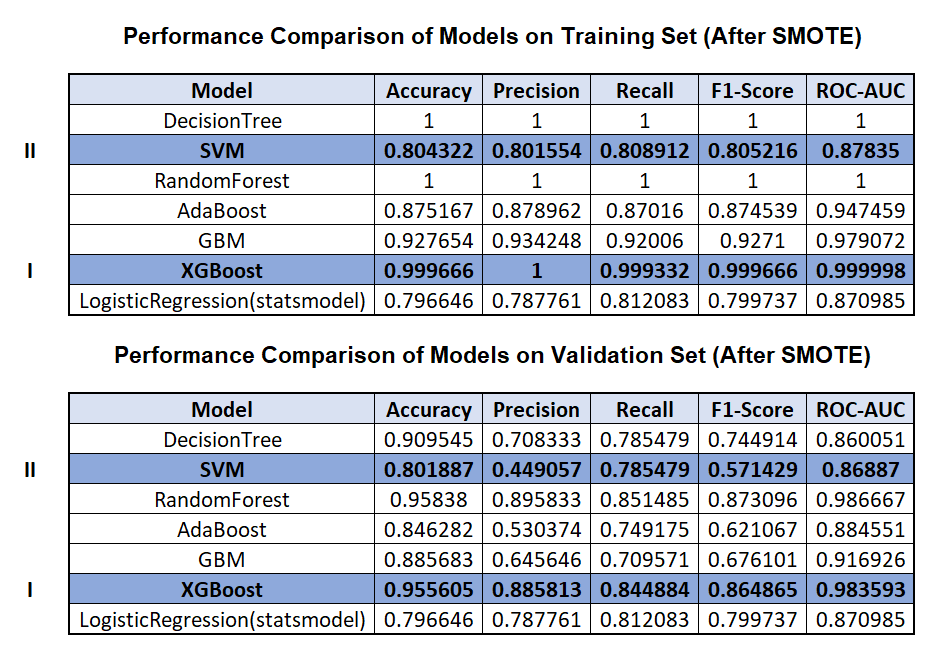 Performance Comparison of Models on Training Set (After SMOTE)
Model Accuracy Precision Recall F1-Score ROC-AUC
DecisionTree 1 1 1 1 1
II SVM 0.804322 0.801554 0.808912 0.805216 0.87835
RandomForest 1 1 1 1 1
AdaBoost 0.875167 0.878962 0.87016 0.874539 0.947459
GBM 0.927654 0.934248 0.92006 0.9271 0.979072
I XGBoost 0.999666 1 0.999332 0.999666 0.999998
LogisticRegression(statsmodel) 0.796646 0.787761 0.812083 0.799737 0.870985
Performance Comparison of Models on Validation Set (After SMOTE)
Model Accuracy Precision Recall F1-Score ROC-AUC
DecisionTree 0.909545 0.708333 0.785479 0.744914 0.860051
II SVM 0.801887 0.449057 0.785479 0.571429 0.86887
RandomForest 0.95838 0.895833 0.851485 0.873096 0.986667
AdaBoost 0.846282 0.530374 0.749175 0.621067 0.884551
GBM 0.885683 0.645646 0.709571 0.676101 0.916926
I XGBoost 0.955605 0.885813 0.844884 0.864865 0.983593
LogisticRegression(statsmodel) 0.796646 0.787761 0.812083 0.799737 0.870985